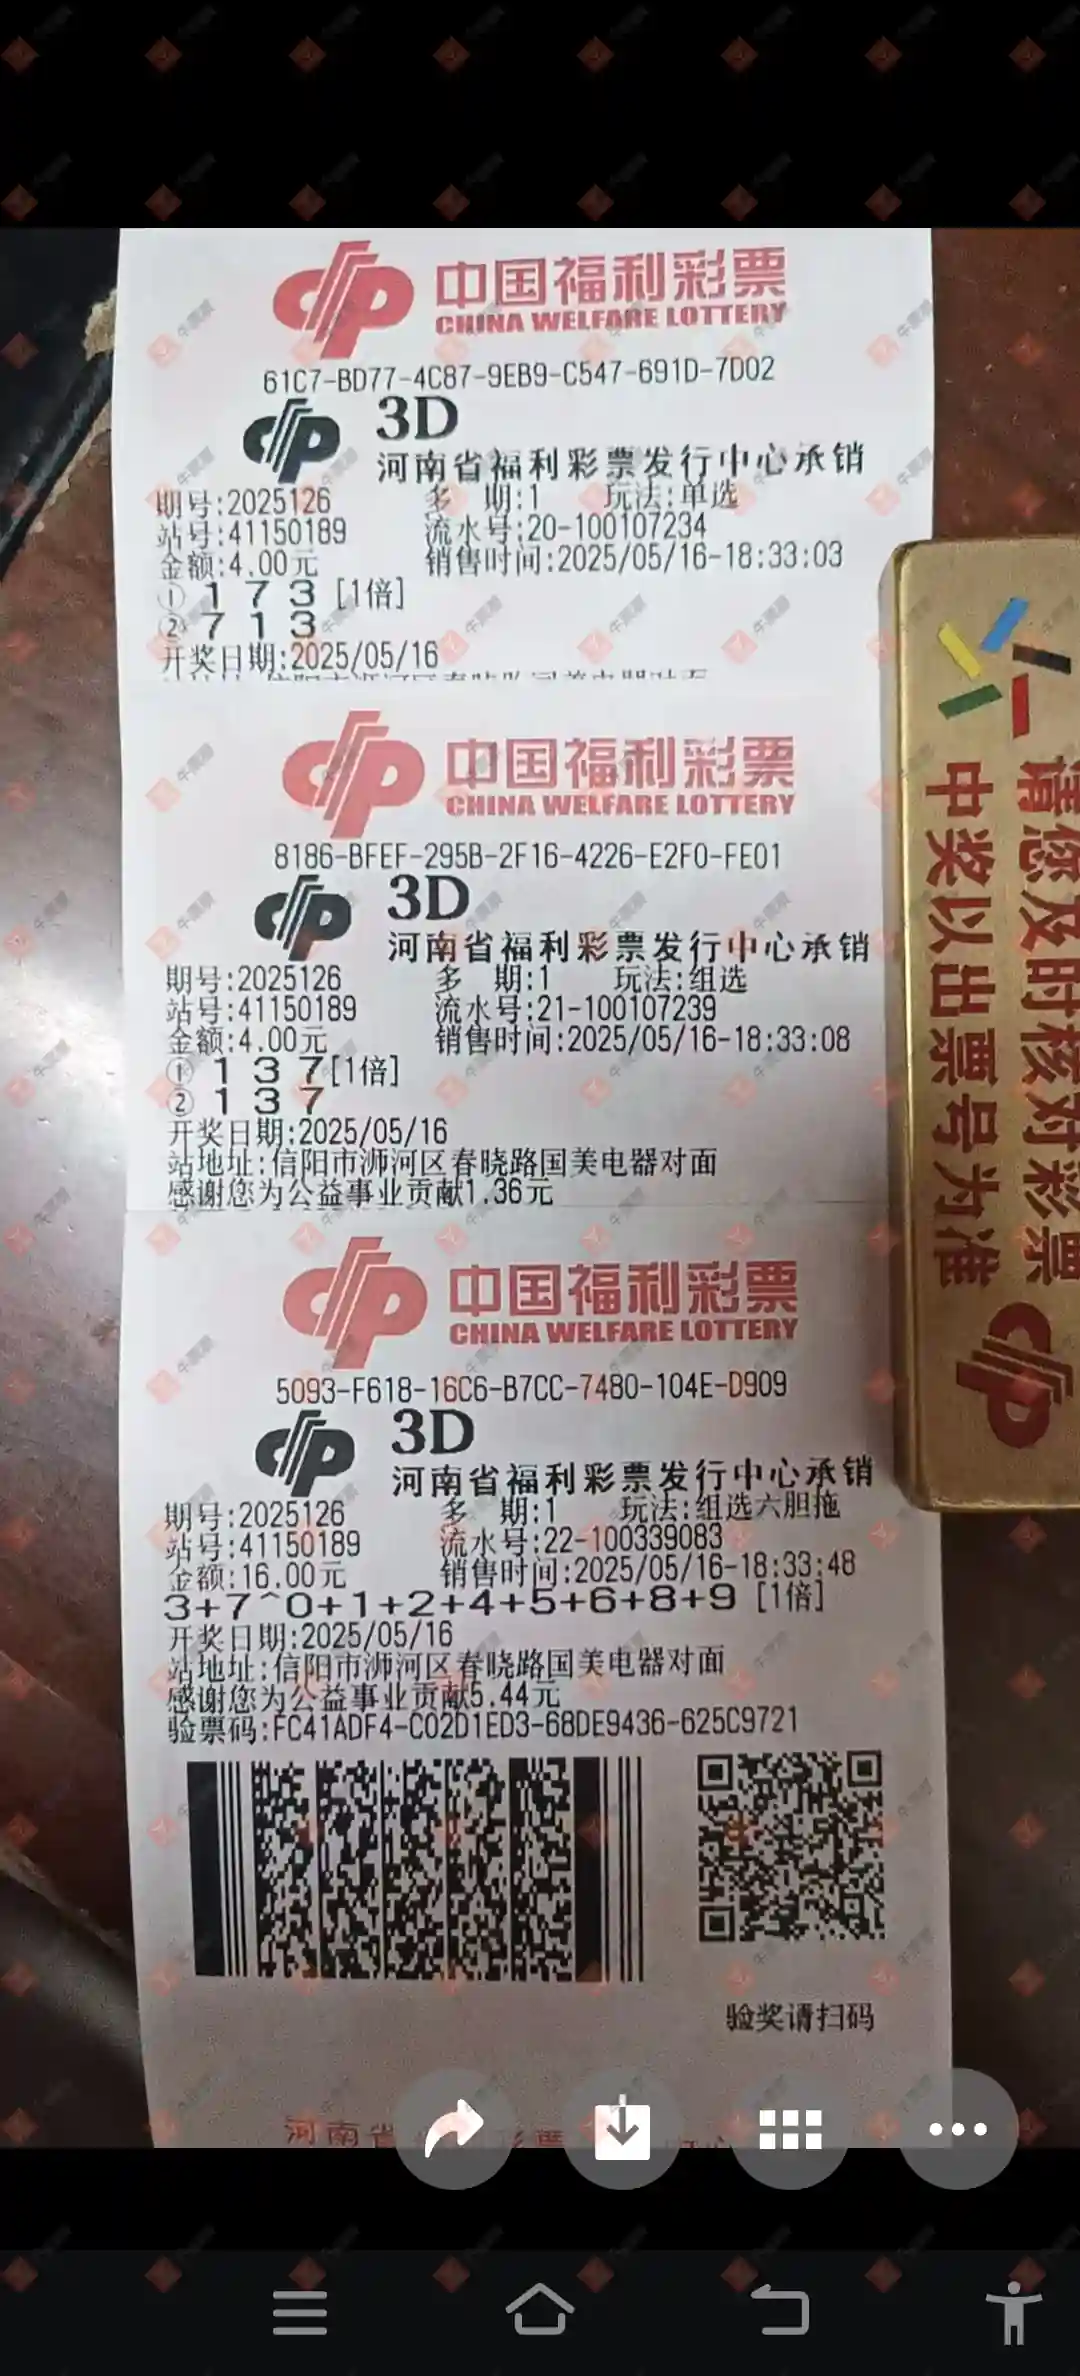 中国福利彩票
CHINA WELFARE LOTTERY
61C7-BD77-4C87-9EB9-C547-691D-7D02
3D
河南省福利彩票发行中心承销
期号:2025126 多 期:1 玩法:单选
站号:41150189 流水号:20-100107234
金额:4.00元 销售时间:2025/05/16-18:33:03
① 1 7 3 [1倍]
② 7 1 3
开奖日期:2025/05/16
中国福利彩票
CHINA WELFARE LOTTERY
8186-BFEF-295B-2F16-4226-E2F0-FE01
3D
河南省福利彩票发行中心承销
期号:2025126 多 期:1 玩法:组选
站号:41150189 流水号:21-100107239
金额:4.00元 销售时间:2025/05/16-18:33:08
① 1 3 7[1倍]
② 1 3 7
开奖日期:2025/05/16
站地址:信阳市浉河区春晓路国美电器对面
感谢您为公益事业贡献1.36元
中国福利彩票
CHINA WELFARE LOTTERY
5093-F618-16C6-B7CC-7480-104E-D909
3D
河南省福利彩票发行中心承销
期号:2025126 多 期:1 玩法:组选六胆拖
站号:41150189 流水号:22-100339083
金额:16.00元 销售时间:2025/05/16-18:33:48
3+7^0+1+2+4+5+6+8+9 [1倍]
开奖日期:2025/05/16
站地址:信阳市浉河区春晓路国美电器对面
感谢您为公益事业贡献5.44元
验票码:FC41ADF4-C02D1ED3-68DE9436-625C9721
验奖请扫码
河南省
请您及时核对彩票
中奖以出票号为准